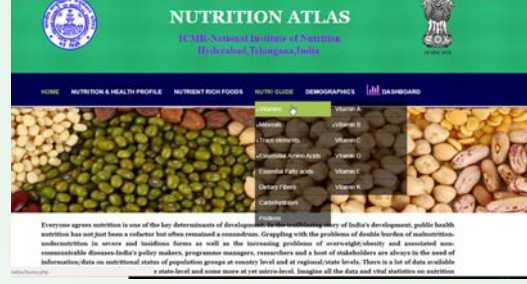 NUTRITION ATLAS
ICMR-National Institute of Nutrition
Hyderabad,Telangana,India
HOME NUTRITION & HEALTH PROFILE NUTRIENT RICH FOODS NUTRI GUIDE DEMOGRAPHICS DASHBOARD
Vitamins Vitamin A
Minerals Vitamin B
Trace elements Vitamin C
Essential Amino Acids Vitamin D
Essential Fatty acids Vitamin E
Dietary Fibers Vitamin K
Carbohydrates
Proteins
Everyone agrees nutrition is one of the key determinants of development. In the trailblazing story of India's development, public health
nutrition has not just been a cofactor but often remained a conundrum. Grappling with the problems of double burden of malnutrition-
undernutrition in severe and insidious forms as well as the increasing problems of overweight/obesity and associated non-
communicable diseases-India's policy makers, programme managers, researchers and a host of stakeholders are always in the need of
information/data on nutritional status of population groups at country level and at regional/state levels. There is a lot of data available
e state-level and some more at yet micro-level. Imagine all the data and vital statistics on nutrition